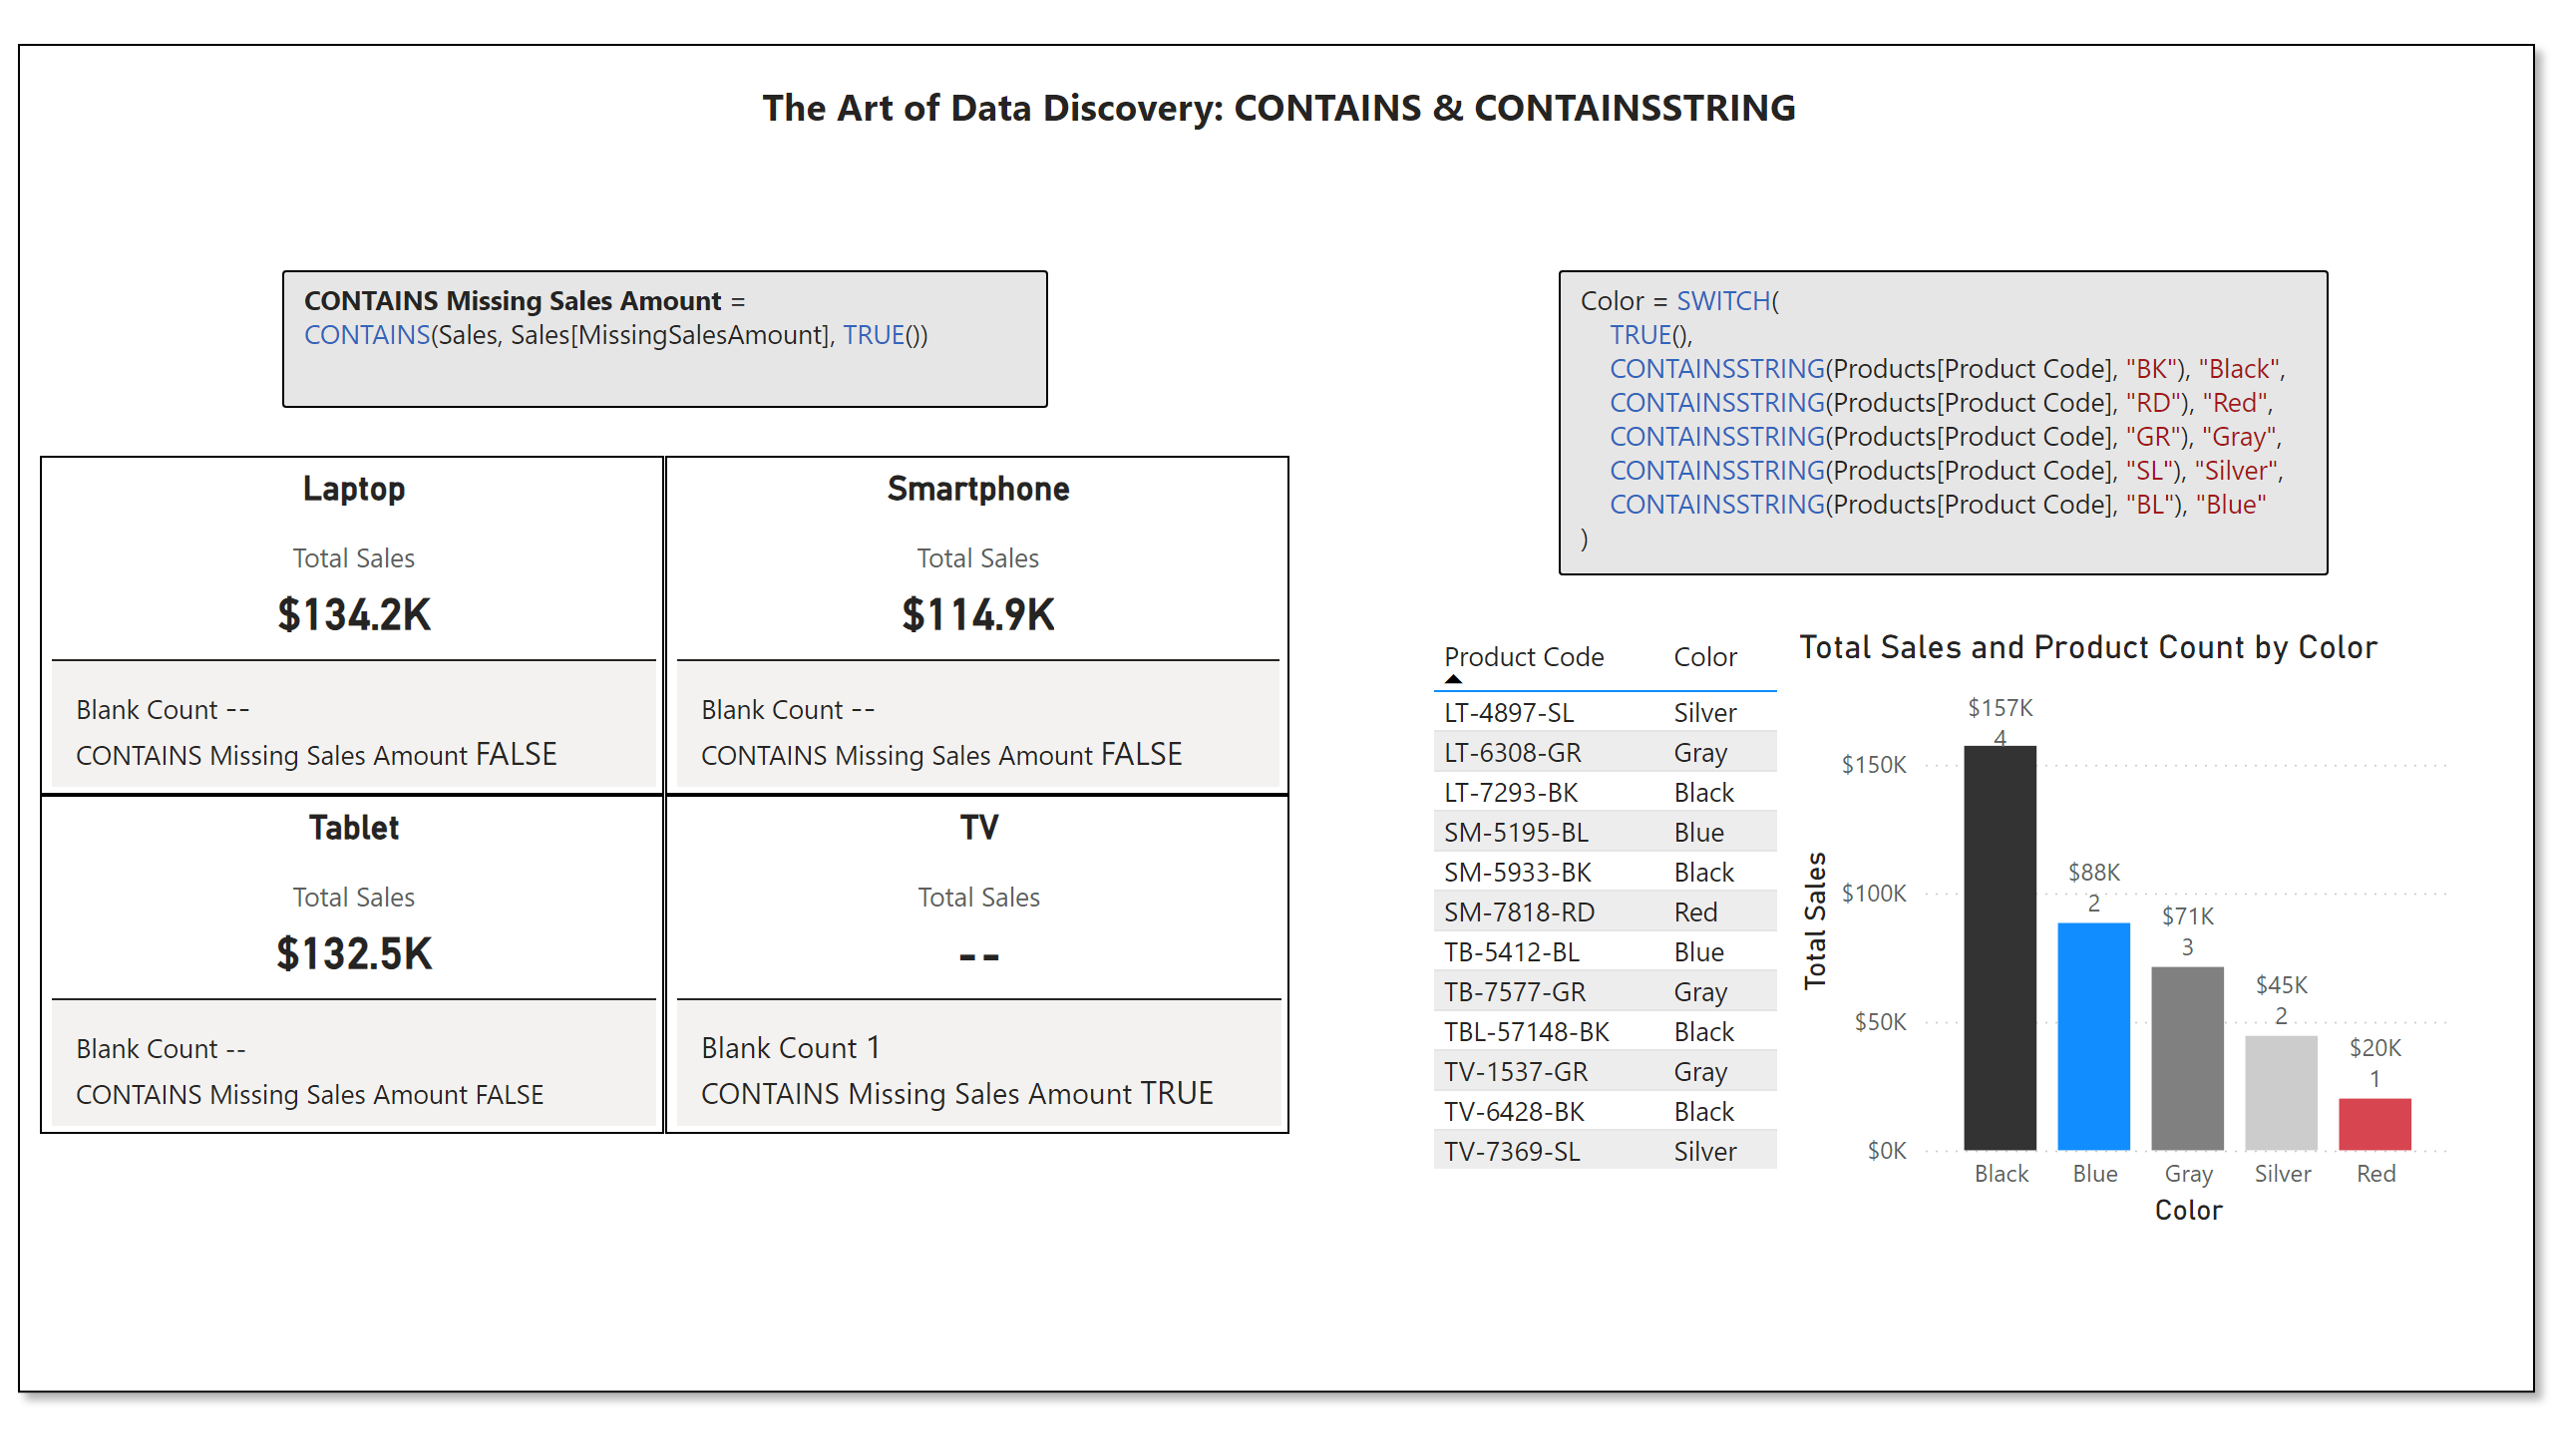 The Art of Data Discovery: CONTAINS & CONTAINSSTRING
CONTAINS Missing Sales Amount =
CONTAINS(Sales, Sales[MissingSalesAmount], TRUE())
Laptop
Total Sales
$134.2K
Blank Count --
CONTAINS Missing Sales Amount FALSE
Smartphone
Total Sales
$114.9K
Blank Count --
CONTAINS Missing Sales Amount FALSE
Tablet
Total Sales
$132.5K
Blank Count --
CONTAINS Missing Sales Amount FALSE
TV
Total Sales
--
Blank Count 1
CONTAINS Missing Sales Amount TRUE
Color = SWITCH(
TRUE(),
CONTAINSSTRING(Products[Product Code], "BK"), "Black",
CONTAINSSTRING(Products[Product Code], "RD"), "Red",
CONTAINSSTRING(Products[Product Code], "GR"), "Gray",
CONTAINSSTRING(Products[Product Code], "SL"), "Silver",
CONTAINSSTRING(Products[Product Code], "BL"), "Blue"
)
Product Code Color
LT-4897-SL Silver
LT-6308-GR Gray
LT-7293-BK Black
SM-5195-BL Blue
SM-5933-BK Black
SM-7818-RD Red
TB-5412-BL Blue
TB-7577-GR Gray
TBL-57148-BK Black
TV-1537-GR Gray
TV-6428-BK Black
TV-7369-SL Silver
Total Sales and Product Count by Color
Total Sales
$150K
$100K
$50K
$0K
$157K
4
$88K
2
$71K
3
$45K
2
$20K
1
Black Blue Gray Silver Red
Color